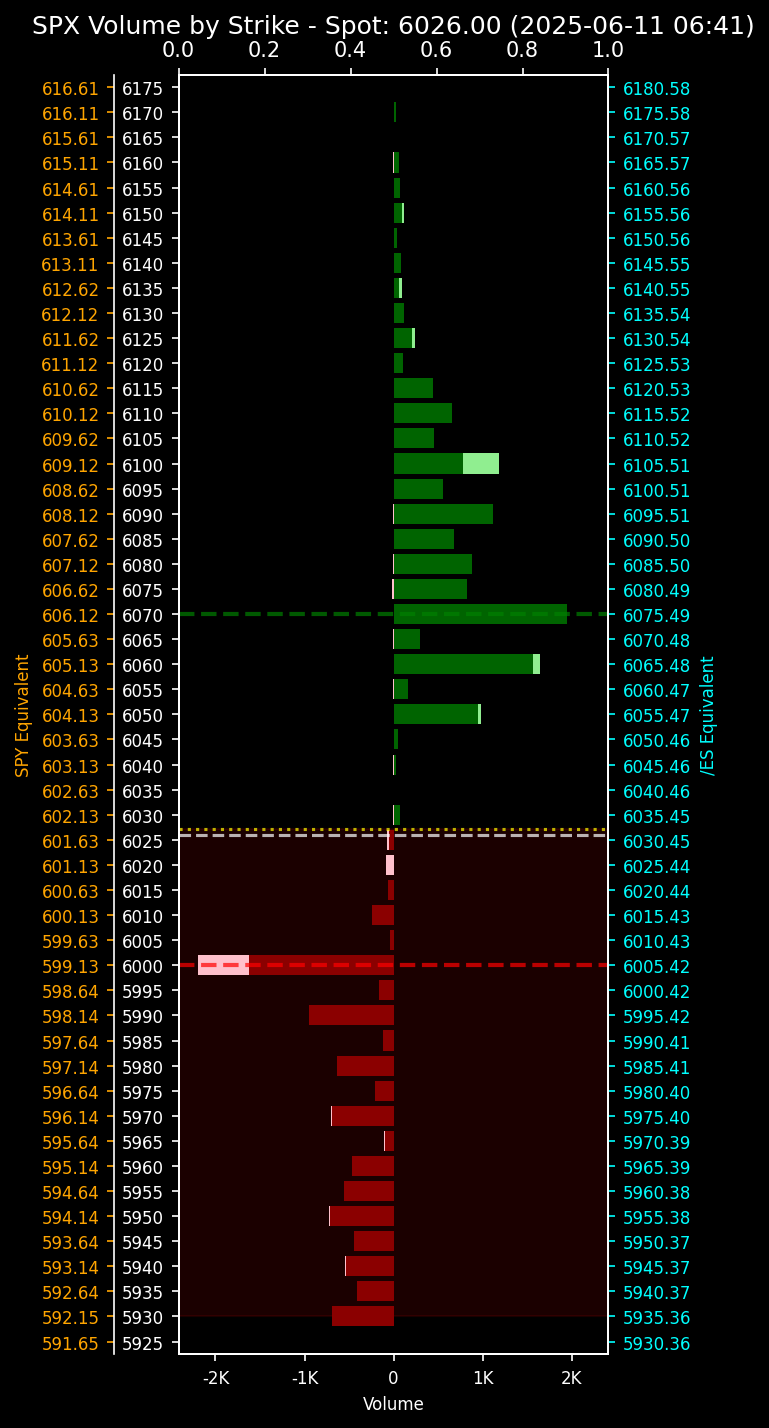 SPX Volume by Strike - Spot: 6026.00 (2025-06-11 06:41)
0.0 0.2 0.4 0.6 0.8 1.0
616.61 6175 6180.58
616.11 6170 6175.58
615.61 6165 6170.57
615.11 6160 6165.57
614.61 6155 6160.56
614.11 6150 6155.56
613.61 6145 6150.56
613.11 6140 6145.55
612.62 6135 6140.55
612.12 6130 6135.54
611.62 6125 6130.54
611.12 6120 6125.53
610.62 6115 6120.53
610.12 6110 6115.52
609.62 6105 6110.52
609.12 6100 6105.51
608.62 6095 6100.51
608.12 6090 6095.51
607.62 6085 6090.50
607.12 6080 6085.50
606.62 6075 6080.49
606.12 6070 6075.49
605.63 6065 6070.48
605.13 6060 6065.48
604.63 6055 6060.47
604.13 6050 6055.47
603.63 6045 6050.46
603.13 6040 6045.46
602.63 6035 6040.46
602.13 6030 6035.45
601.63 6025 6030.45
601.13 6020 6025.44
600.63 6015 6020.44
600.13 6010 6015.43
599.63 6005 6010.43
599.13 6000 6005.42
598.64 5995 6000.42
598.14 5990 5995.42
597.64 5985 5990.41
597.14 5980 5985.41
596.64 5975 5980.40
596.14 5970 5975.40
595.64 5965 5970.39
595.14 5960 5965.39
594.64 5955 5960.38
594.14 5950 5955.38
593.64 5945 5950.37
593.14 5940 5945.37
592.64 5935 5940.37
592.15 5930 5935.36
591.65 5925 5930.36
SPY Equivalent
/ES Equivalent
-2K -1K 0 1K 2K
Volume